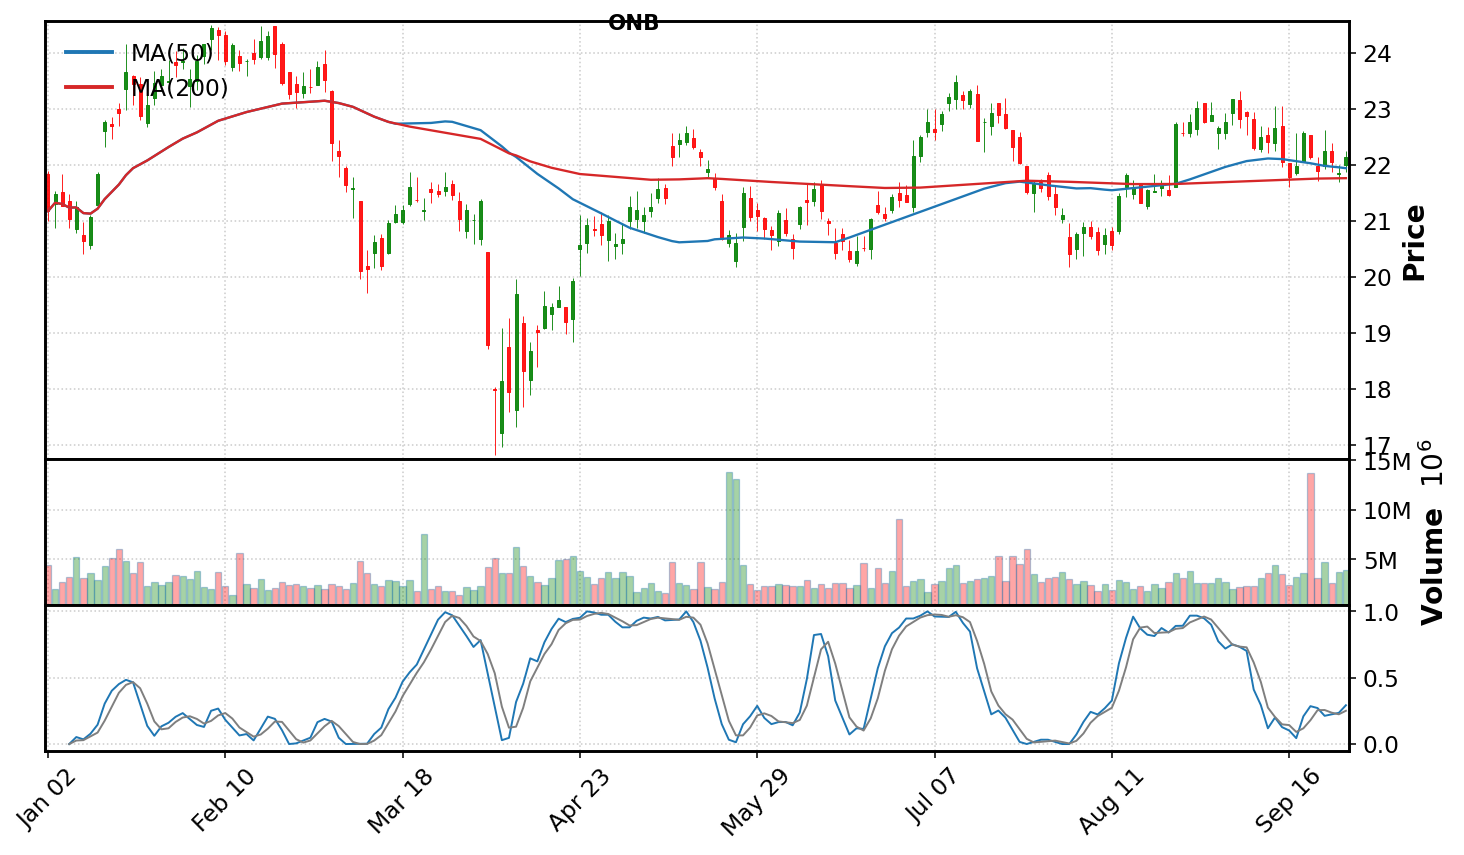 ONB
MA(50)
MA(200)
24
23
22
21
20
19
18
17
Price
15M
10M
5M
Volume 10^6
1.0
0.5
0.0
Jan 02
Feb 10
Mar 18
Apr 23
May 29
Jul 07
Aug 11
Sep 16